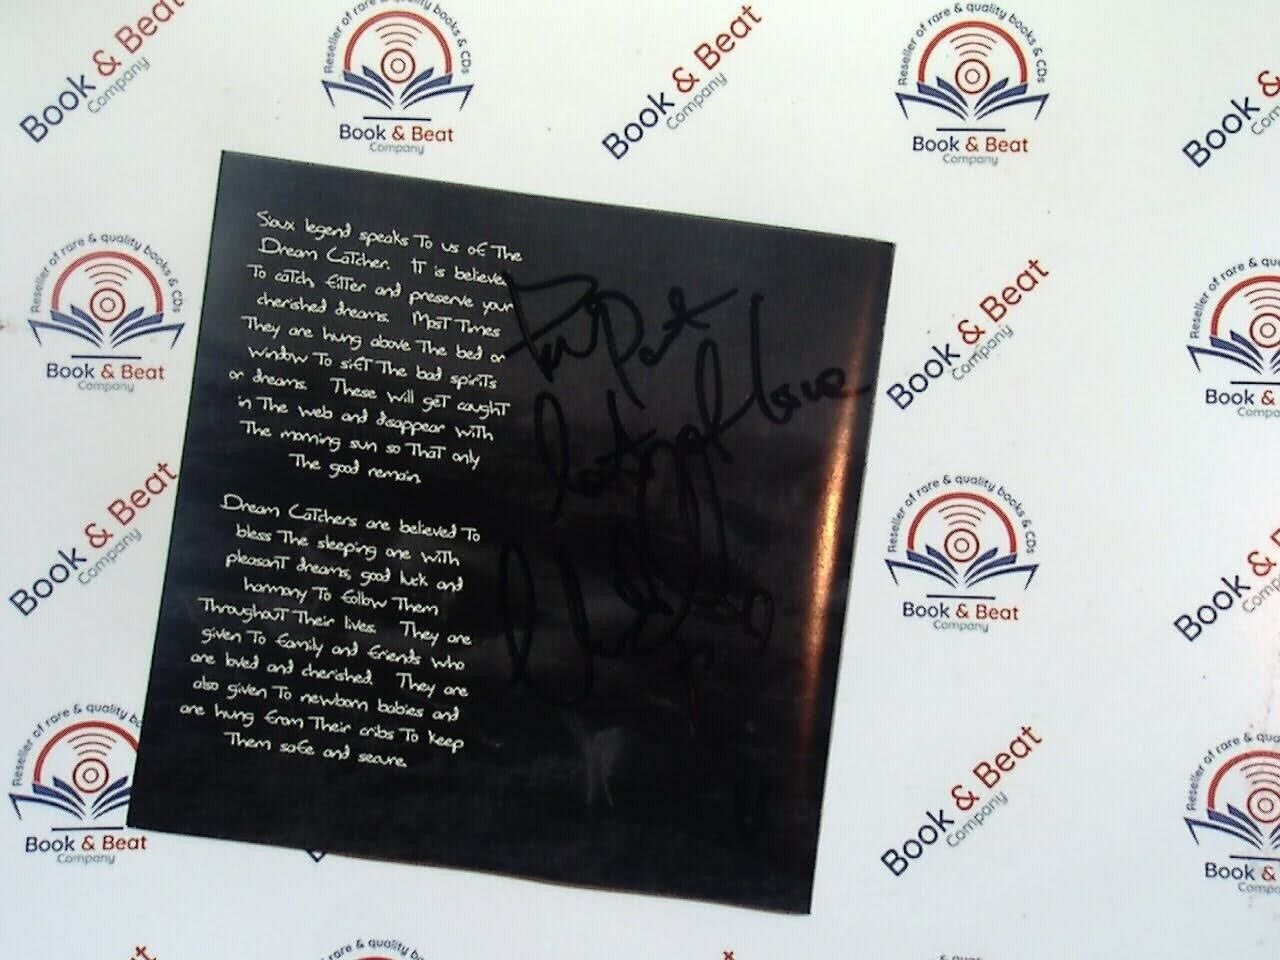 Sioux legend speaks To us of The
Dream Catcher. IT is believed
To catch filter and preserve your
cherished dreams. Most Times
They are hung above The bed or
window To sift The bad spirits
or dreams. These will get caught
in The web and disappear with
The morning sun so That only
The good remain.
Dream Catchers are believed To
bless The sleeping one with
pleasant dreams, good luck and
harmony To follow Them
Throughout Their lives. They are
given To family and friends who
are loved and cherished. They are
also given To newborn babies and
are hung from Their cribs To keep
Them safe and secure.
Pat
lots of love
Reseller of rare & quality books & CDs
Book & Beat
Company